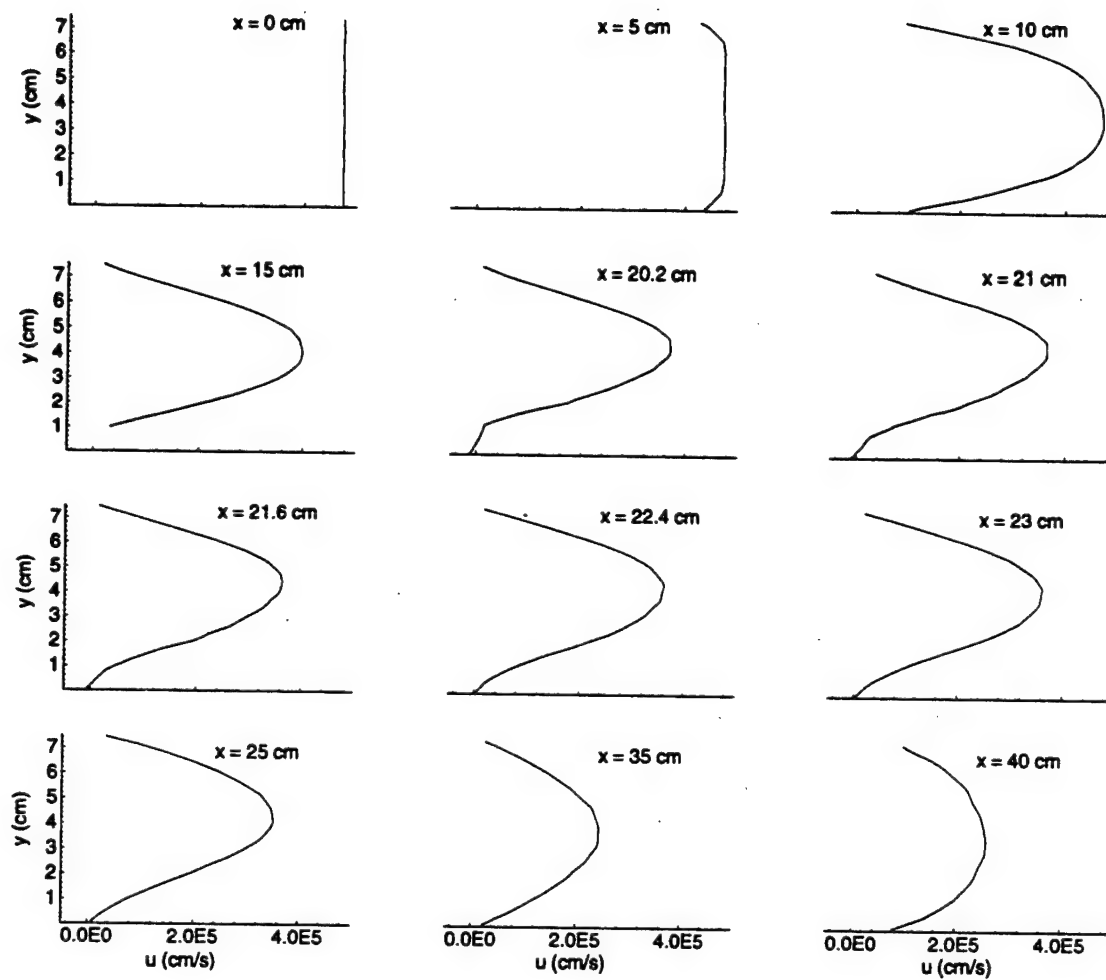 x = 0 cm
x = 5 cm
x = 10 cm
7
6
5
4
3
2
1
y (cm)
x = 15 cm
x = 20.2 cm
x = 21 cm
7
6
5
4
3
2
1
y (cm)
x = 21.6 cm
x = 22.4 cm
x = 23 cm
7
6
5
4
3
2
1
y (cm)
x = 25 cm
x = 35 cm
x = 40 cm
7
6
5
4
3
2
1
y (cm)
0.0E0 2.0E5 4.0E5
u (cm/s)
0.0E0 2.0E5 4.0E5
u (cm/s)
0.0E0 2.0E5 4.0E5
u (cm/s)